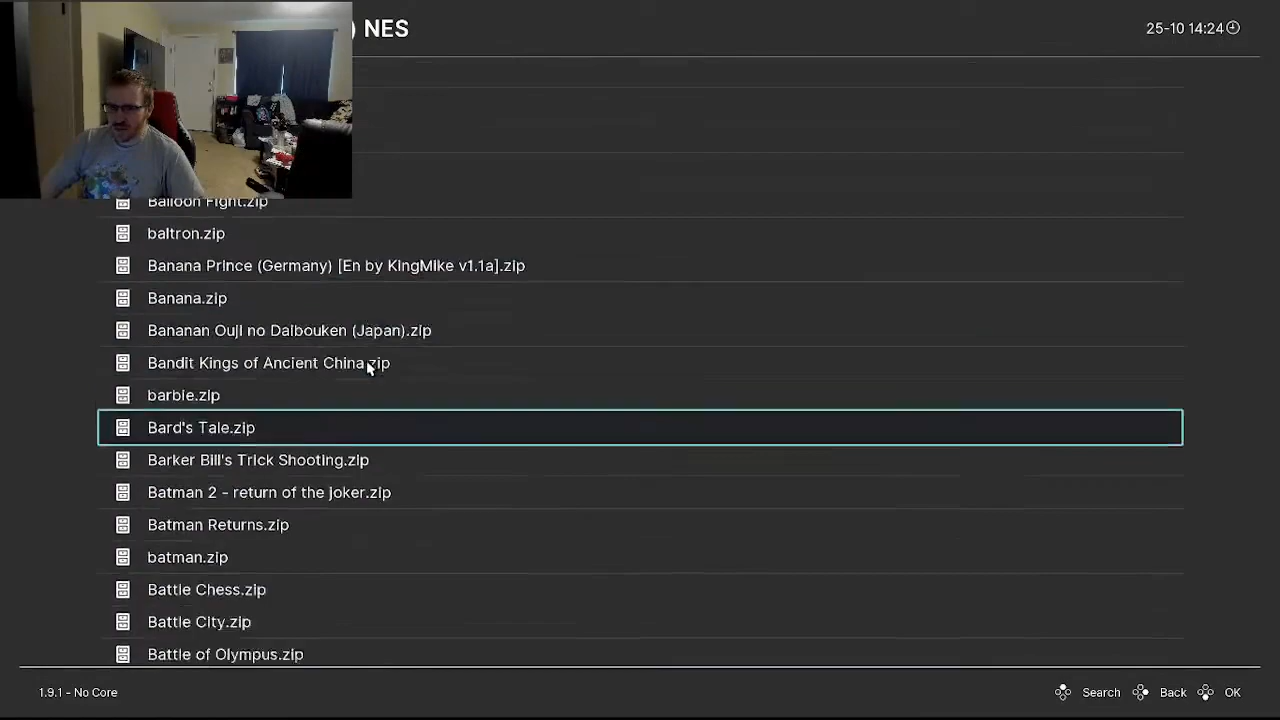 ) NES
25-10 14:24
Balloon Fight.zip
baltron.zip
Banana Prince (Germany) [En by KingMike v1.1a].zip
Banana.zip
Bananan Ouji no Daibouken (Japan).zip
Bandit Kings of Ancient China.zip
barbie.zip
Bard's Tale.zip
Barker Bill's Trick Shooting.zip
Batman 2 - return of the joker.zip
Batman Returns.zip
batman.zip
Battle Chess.zip
Battle City.zip
Battle of Olympus.zip
1.9.1 - No Core
Search Back OK